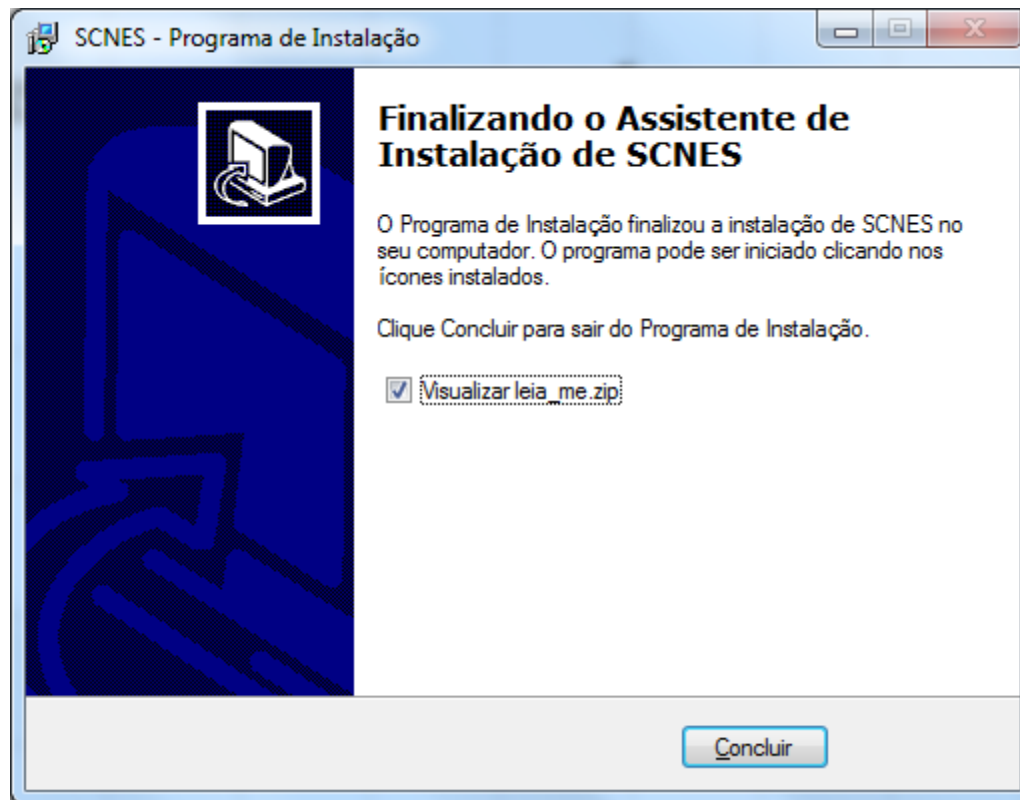 SCNES - Programa de Instalação
Finalizando o Assistente de
Instalação de SCNES
O Programa de Instalação finalizou a instalação de SCNES no
seu computador. O programa pode ser iniciado clicando nos
ícones instalados.
Clique Concluir para sair do Programa de Instalação.
Visualizar leia_me.zip
Concluir